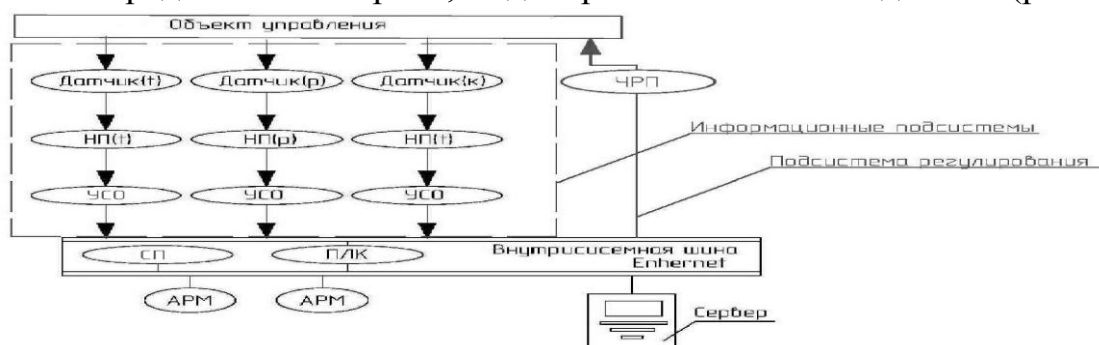 Объект управления
Датчик(t) Датчик(p) Датчик(к) ЧРП
НП(t) НП(p) НП(t)
Информационные подсистемы
Подсистема регулирования
УСО УСО УСО
СП ПЛК Внутрисисемная шина
Enhernet
АРМ АРМ
Сервер